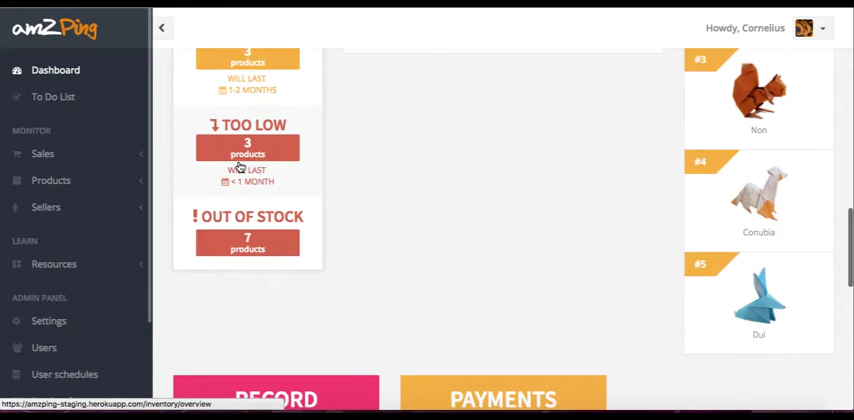 amzPing
Howdy, Cornelius
Dashboard
To Do List
MONITOR
Sales
Products
Sellers
LEARN
Resources
ADMIN PANEL
Settings
Users
User schedules
3
products
WILL LAST
1-2 MONTHS
TOO LOW
3
products
WILL LAST
< 1 MONTH
! OUT OF STOCK
7
products
#3
Non
#4
Conubia
#5
Dui
RECORD
PAYMENTS
https://amzping-staging.herokuapp.com/inventory/overview